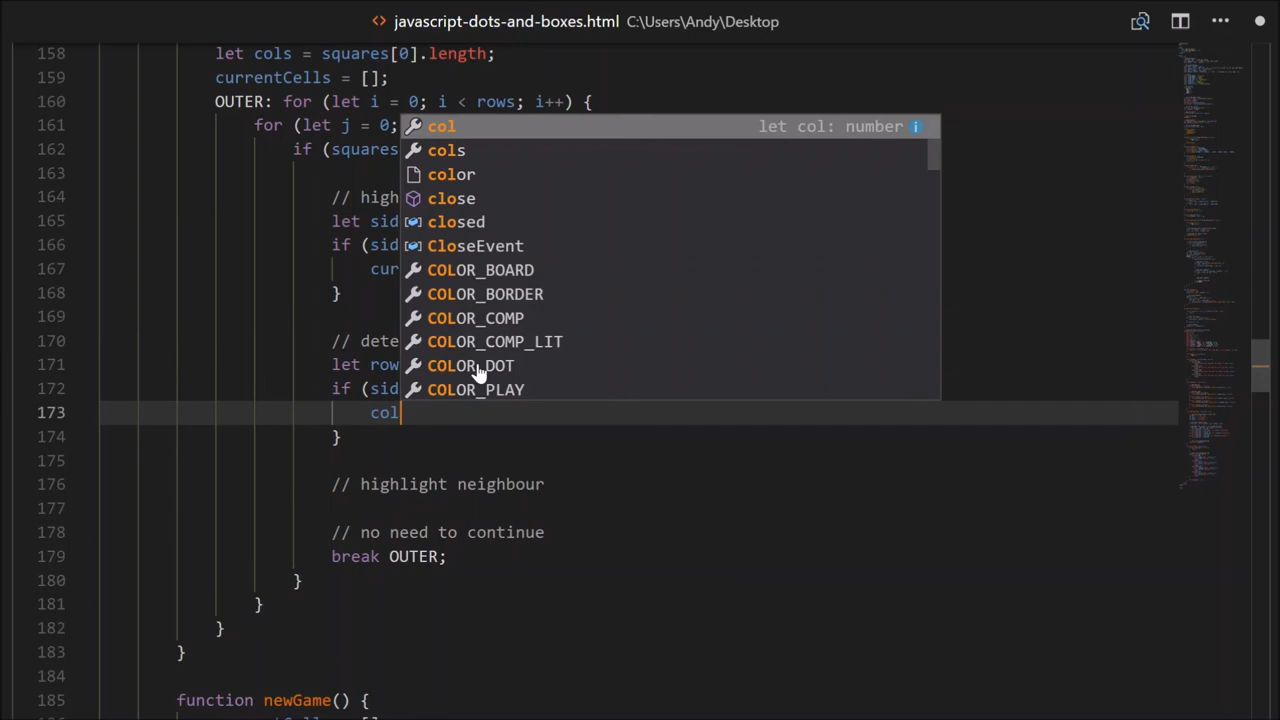 javascript-dots-and-boxes.html C:\Users\Andy\Desktop
158 let cols = squares[0].length;
159 currentCells = [];
160 OUTER: for (let i = 0; i < rows; i++) {
161 for (let j = 0; col let col: number
162 if (squares cols
163 color
164 // high close
165 let sid closed
166 if (sid CloseEvent
167 cur COLOR_BOARD
168 } COLOR_BORDER
169 COLOR_COMP
170 // dete COLOR_COMP_LIT
171 let row COLOR_DOT
172 if (sid COLOR_PLAY
173 col
174 }
175
176 // highlight neighbour
177
178 // no need to continue
179 break OUTER;
180 }
181 }
182 }
183 }
184
185 function newGame() {